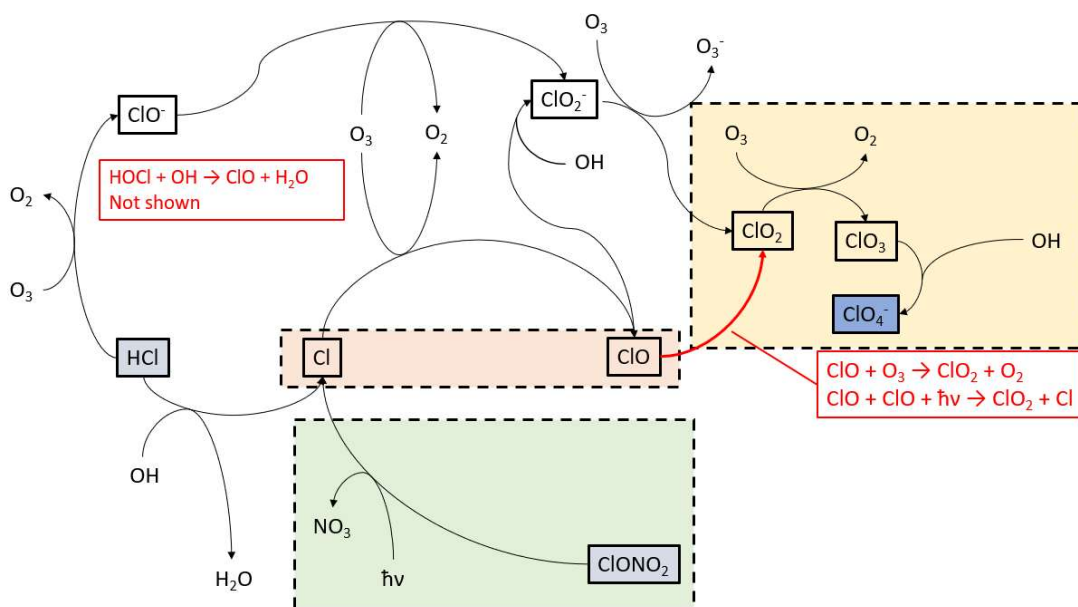 O₃
O₃⁻
ClO⁻
ClO₂⁻
O₃
O₂
O₃
O₂
OH
HOCl + OH → ClO + H₂O
Not shown
O₂
ClO₂
ClO₃
OH
O₃
ClO₄⁻
HCl
Cl
ClO
ClO + O₃ → ClO₂ + O₂
ClO + ClO + ħν → ClO₂ + Cl
OH
NO₃
ClONO₂
H₂O
ħν